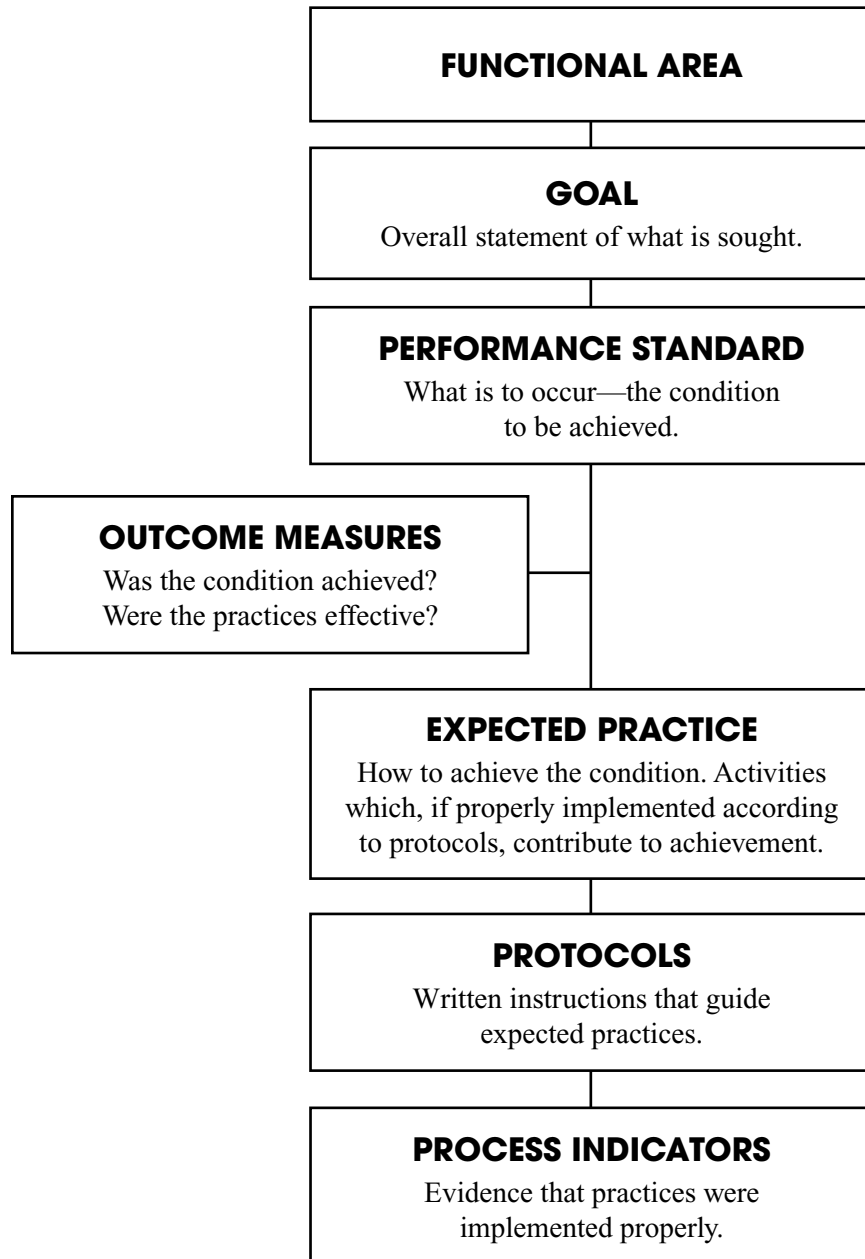 FUNCTIONAL AREA
GOAL
Overall statement of what is sought.
PERFORMANCE STANDARD
What is to occur—the condition
to be achieved.
OUTCOME MEASURES
Was the condition achieved?
Were the practices effective?
EXPECTED PRACTICE
How to achieve the condition. Activities
which, if properly implemented according
to protocols, contribute to achievement.
PROTOCOLS
Written instructions that guide
expected practices.
PROCESS INDICATORS
Evidence that practices were
implemented properly.